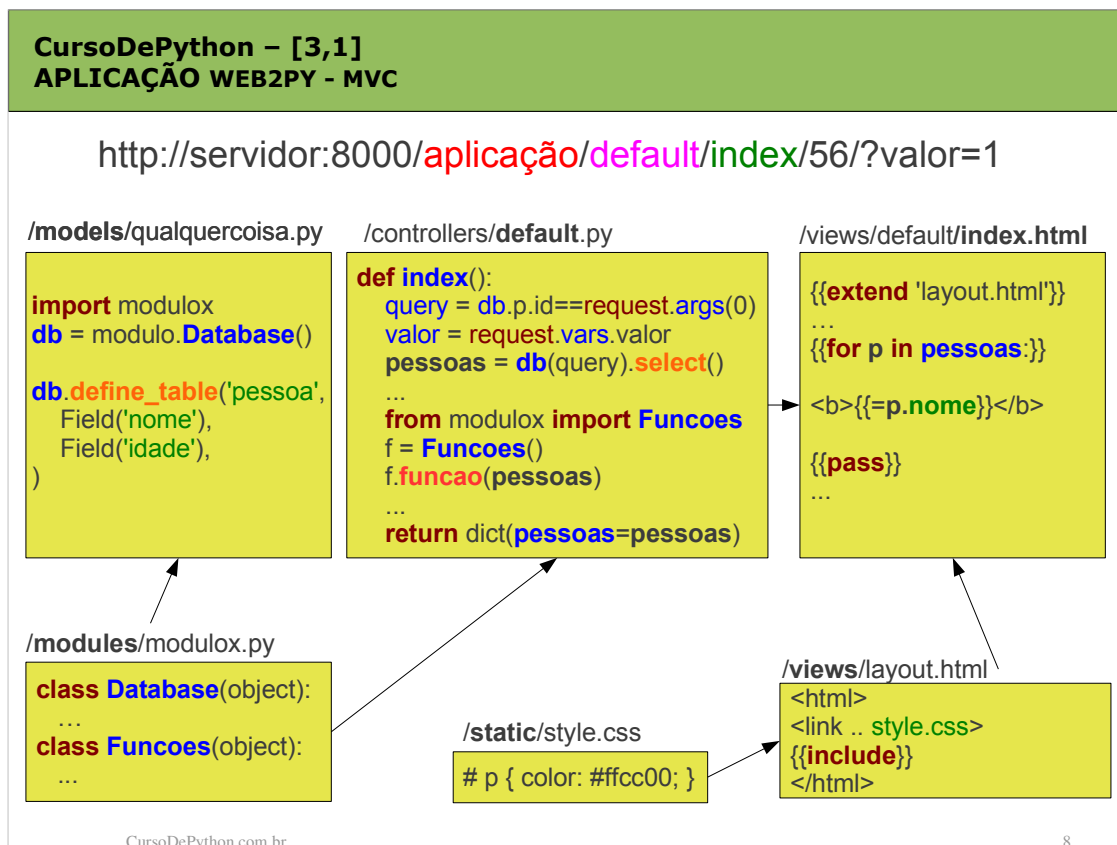 CursoDePython – [3,1]
APLICAÇÃO WEB2PY - MVC
http://servidor:8000/aplicação/default/index/56/?valor=1
/models/qualquercoisa.py
import modulox
db = modulo.Database()
db.define_table('pessoa',
Field('nome'),
Field('idade'),
)
/controllers/default.py
def index():
query = db.p.id==request.args(0)
valor = request.vars.valor
pessoas = db(query).select()
...
from modulox import Funcoes
f = Funcoes()
f.funcao(pessoas)
...
return dict(pessoas=pessoas)
/views/default/index.html
{{extend 'layout.html'}}
…
{{for p in pessoas:}}
<b>{{=p.nome}}</b>
{{pass}}
...
/modules/modulox.py
class Database(object):
…
class Funcoes(object):
...
/static/style.css
# p { color: #ffcc00; }
/views/layout.html
<html>
<link .. style.css>
{{include}}
</html>
CursoDePython.com.br
8